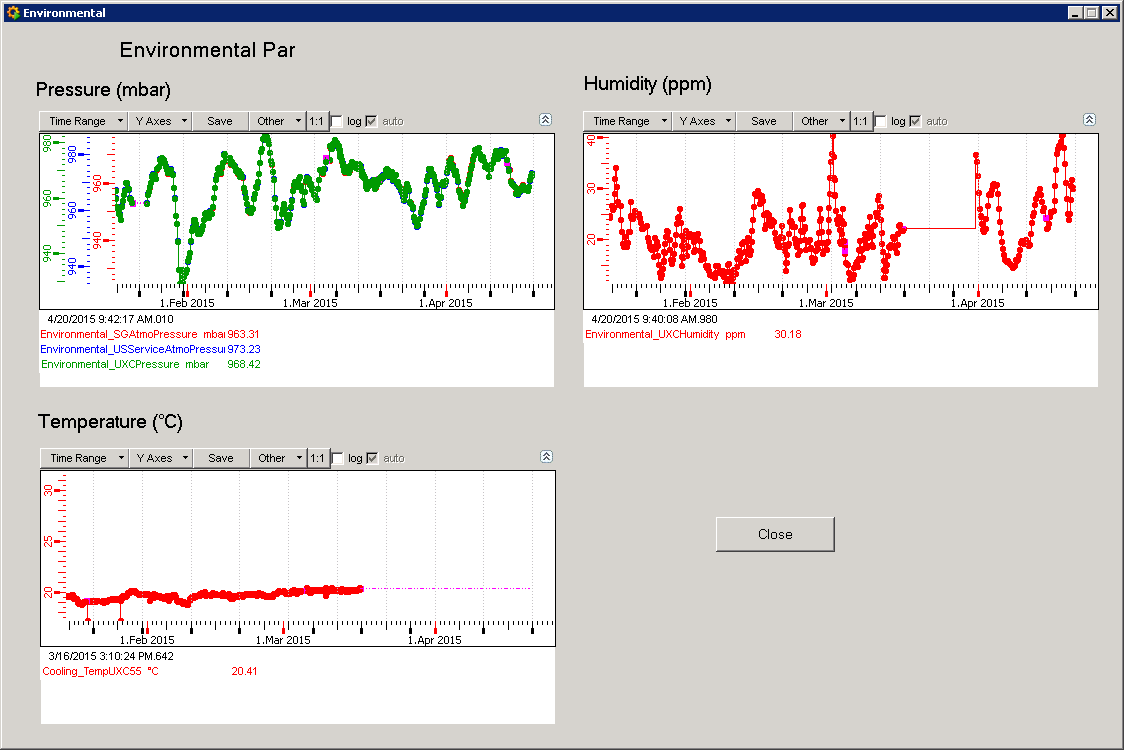 Environmental
Environmental Par
Pressure (mbar)
Time Range Y Axes Save Other 1:1 log auto
980 960 940
980 960 940
960 940
1.Feb 2015 1.Mar 2015 1.Apr 2015
4/20/2015 9:42:17 AM.010
Environmental_SGAtmoPressure mbar 963.31
Environmental_USServiceAtmoPressu 973.23
Environmental_UXCPressure mbar 968.42
Humidity (ppm)
Time Range Y Axes Save Other 1:1 log auto
40 30 20
1.Feb 2015 1.Mar 2015 1.Apr 2015
4/20/2015 9:40:08 AM.980
Environmental_UXCHumidity ppm 30.18
Temperature (°C)
Time Range Y Axes Save Other 1:1 log auto
30 25 20
1.Feb 2015 1.Mar 2015 1.Apr 2015
3/16/2015 3:10:24 PM.642
Cooling_TempUXC55 °C 20.41
Close